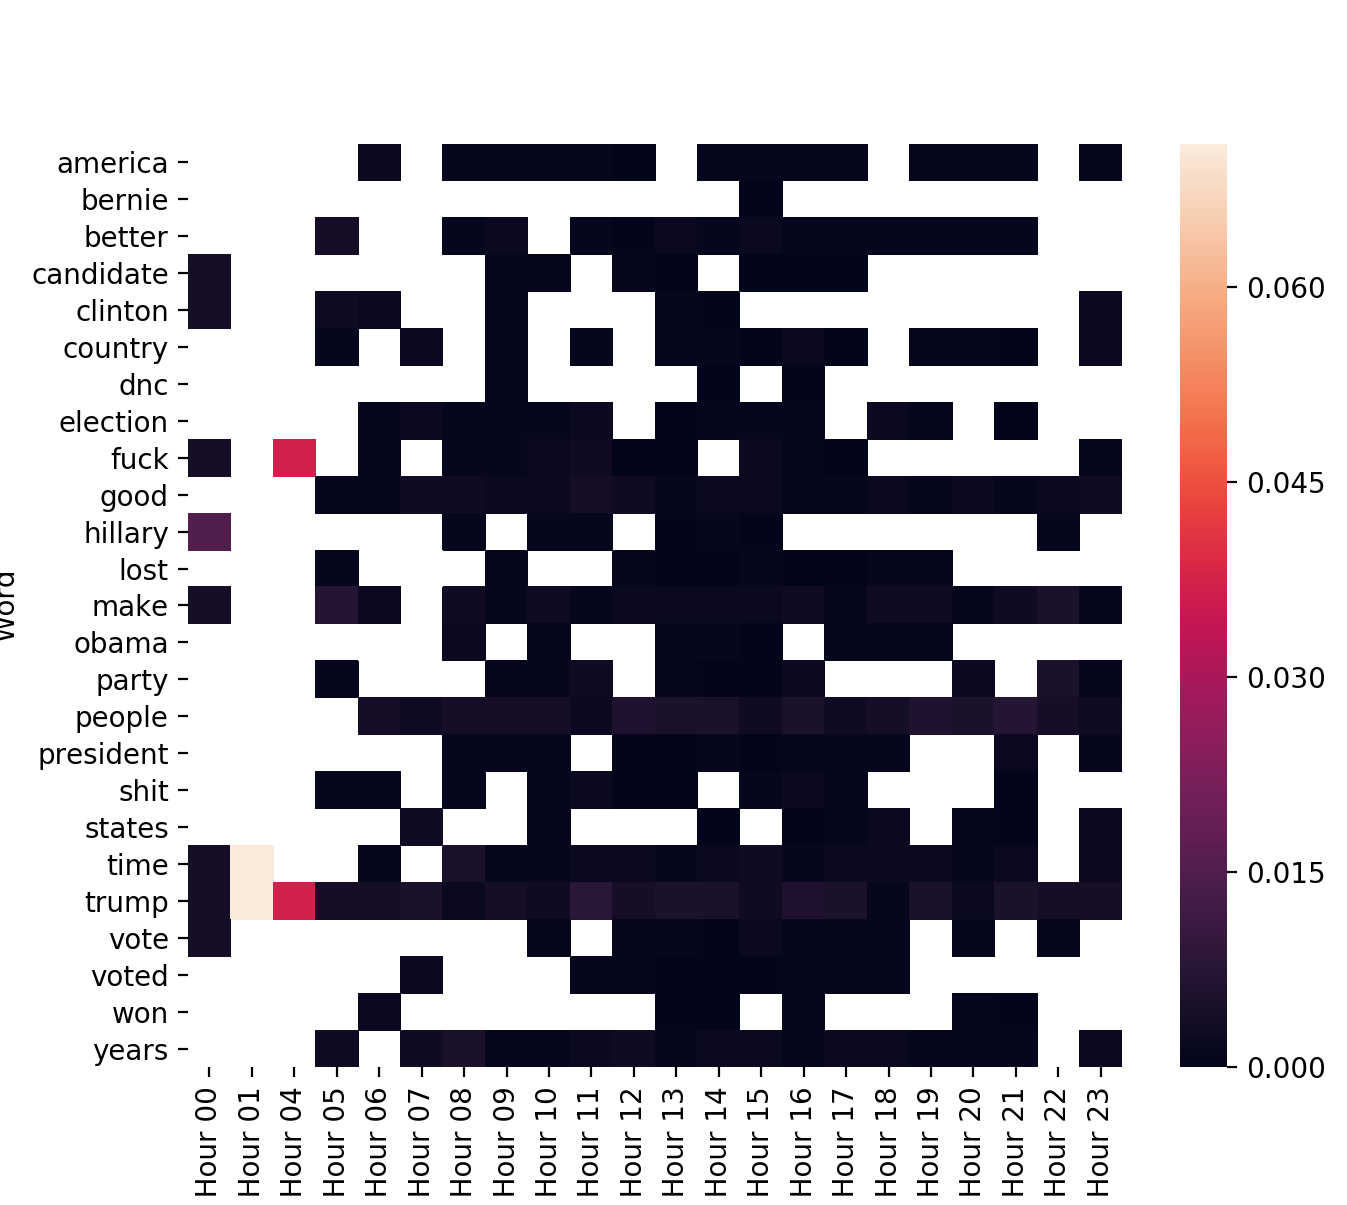 america
bernie
better
candidate
clinton
country
dnc
election
fuck
good
hillary
lost
make
obama
party
people
president
shit
states
time
trump
vote
voted
won
years
word
Hour 00
Hour 01
Hour 04
Hour 05
Hour 06
Hour 07
Hour 08
Hour 09
Hour 10
Hour 11
Hour 12
Hour 13
Hour 14
Hour 15
Hour 16
Hour 17
Hour 18
Hour 19
Hour 20
Hour 21
Hour 22
Hour 23
0.060
0.045
0.030
0.015
0.000